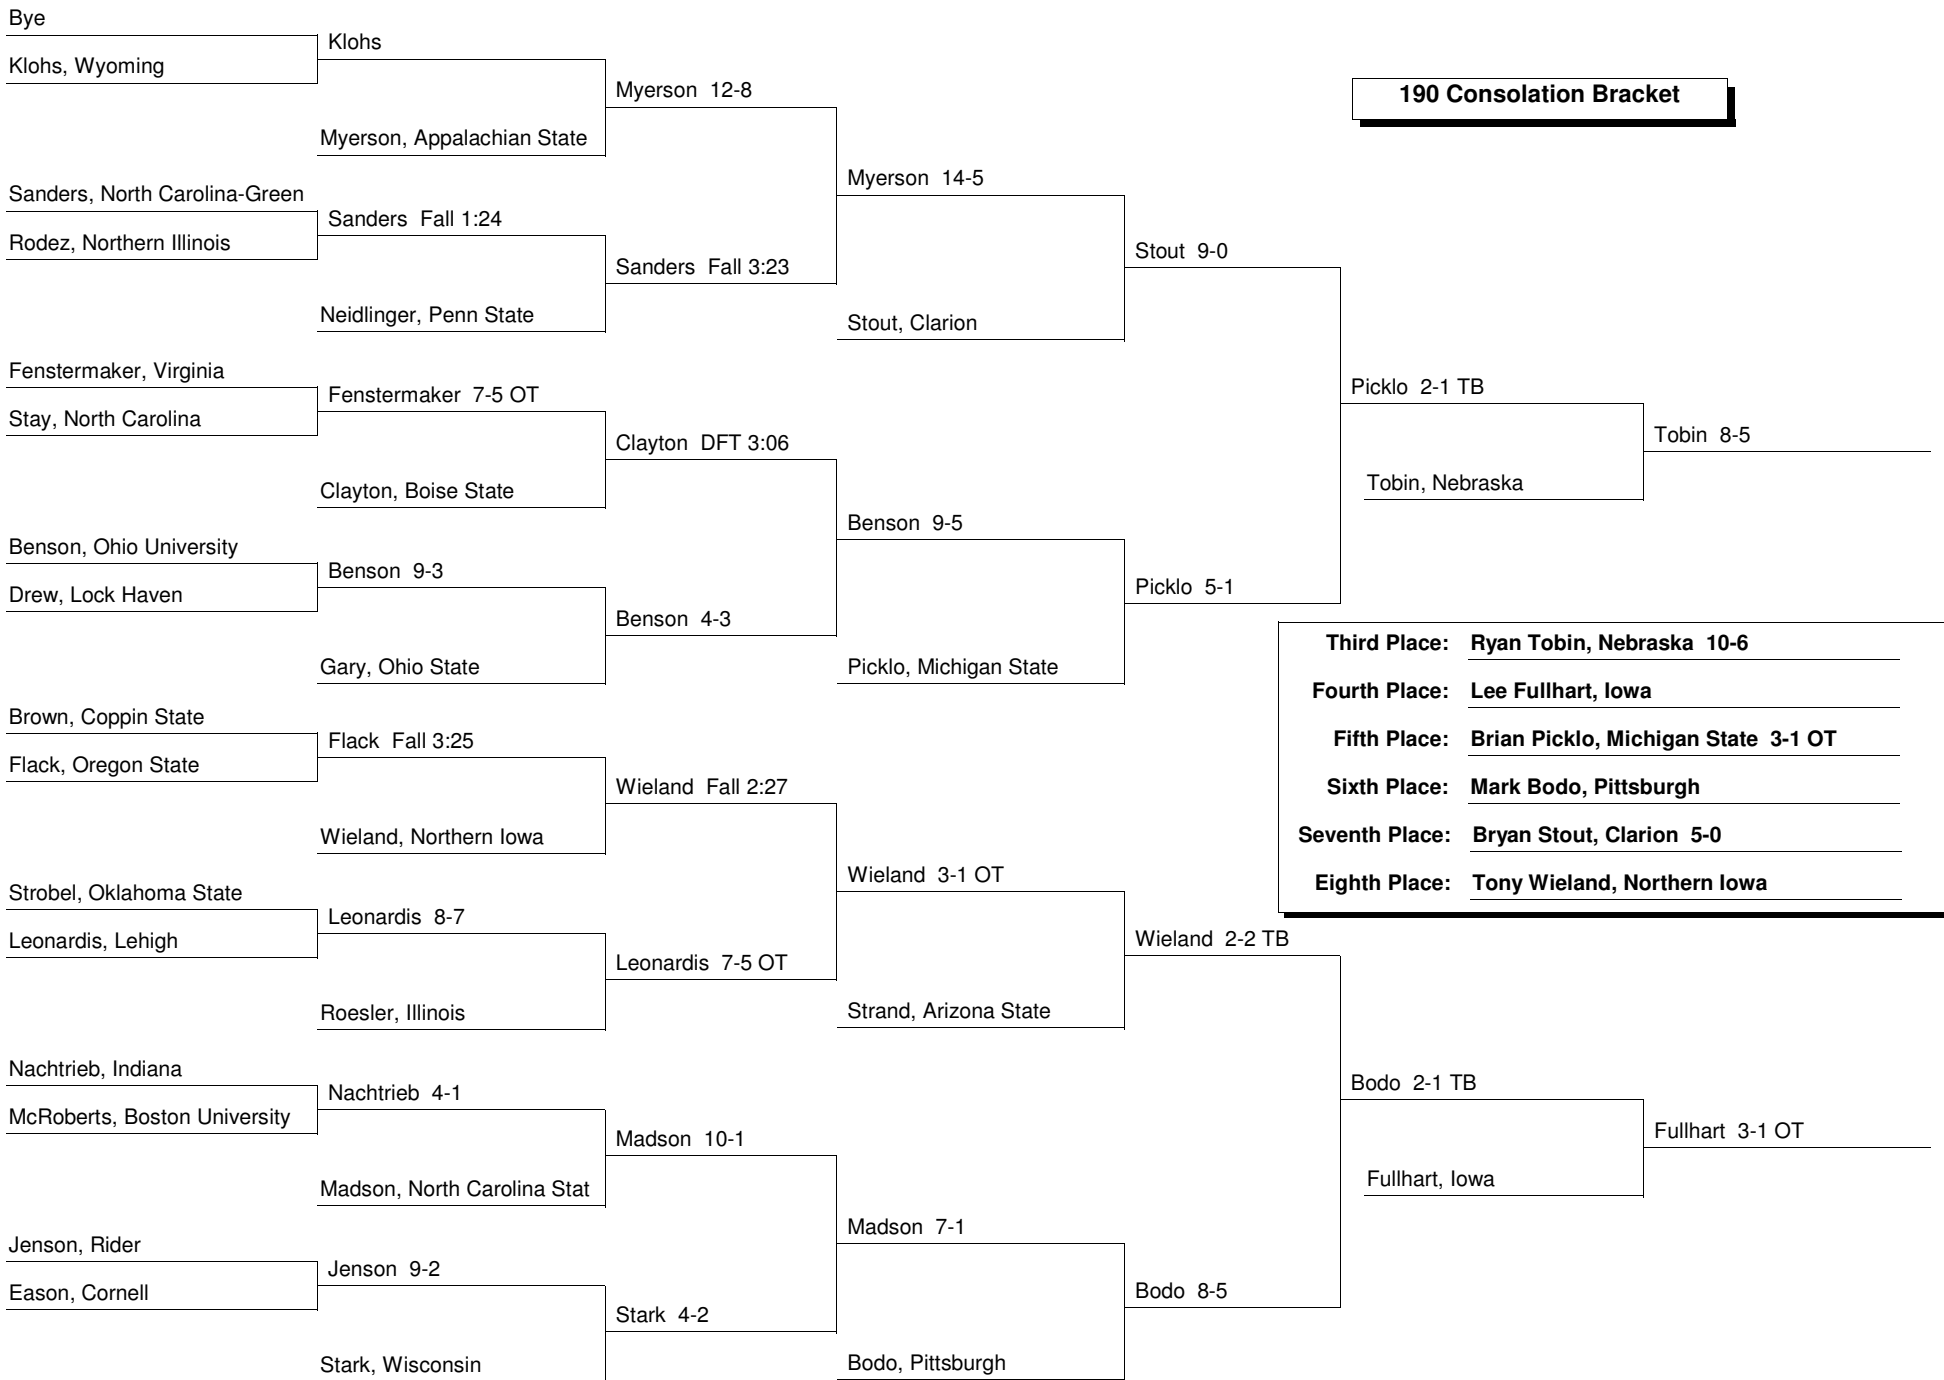 Bye
Klohs, Wyoming
Klohs
Myerson, Appalachian State
Myerson 12-8
Sanders, North Carolina-Green
Rodez, Northern Illinois
Sanders Fall 1:24
Neidlinger, Penn State
Sanders Fall 3:23
Myerson 14-5
Stout, Clarion
Stout 9-0
Fenstermaker, Virginia
Stay, North Carolina
Fenstermaker 7-5 OT
Clayton, Boise State
Clayton DFT 3:06
Benson, Ohio University
Drew, Lock Haven
Benson 9-3
Gary, Ohio State
Benson 4-3
Benson 9-5
Picklo, Michigan State
Picklo 5-1
Picklo 2-1 TB
Tobin, Nebraska
Tobin 8-5
Brown, Coppin State
Flack, Oregon State
Flack Fall 3:25
Wieland, Northern Iowa
Wieland Fall 2:27
Strobel, Oklahoma State
Leonardis, Lehigh
Leonardis 8-7
Roesler, Illinois
Leonardis 7-5 OT
Wieland 3-1 OT
Strand, Arizona State
Wieland 2-2 TB
Nachtrieb, Indiana
McRoberts, Boston University
Nachtrieb 4-1
Madson, North Carolina Stat
Madson 10-1
Jenson, Rider
Eason, Cornell
Jenson 9-2
Stark, Wisconsin
Stark 4-2
Madson 7-1
Bodo, Pittsburgh
Bodo 8-5
Bodo 2-1 TB
Fullhart, Iowa
Fullhart 3-1 OT
190 Consolation Bracket
Third Place: Ryan Tobin, Nebraska 10-6
Fourth Place: Lee Fullhart, Iowa
Fifth Place: Brian Picklo, Michigan State 3-1 OT
Sixth Place: Mark Bodo, Pittsburgh
Seventh Place: Bryan Stout, Clarion 5-0
Eighth Place: Tony Wieland, Northern Iowa